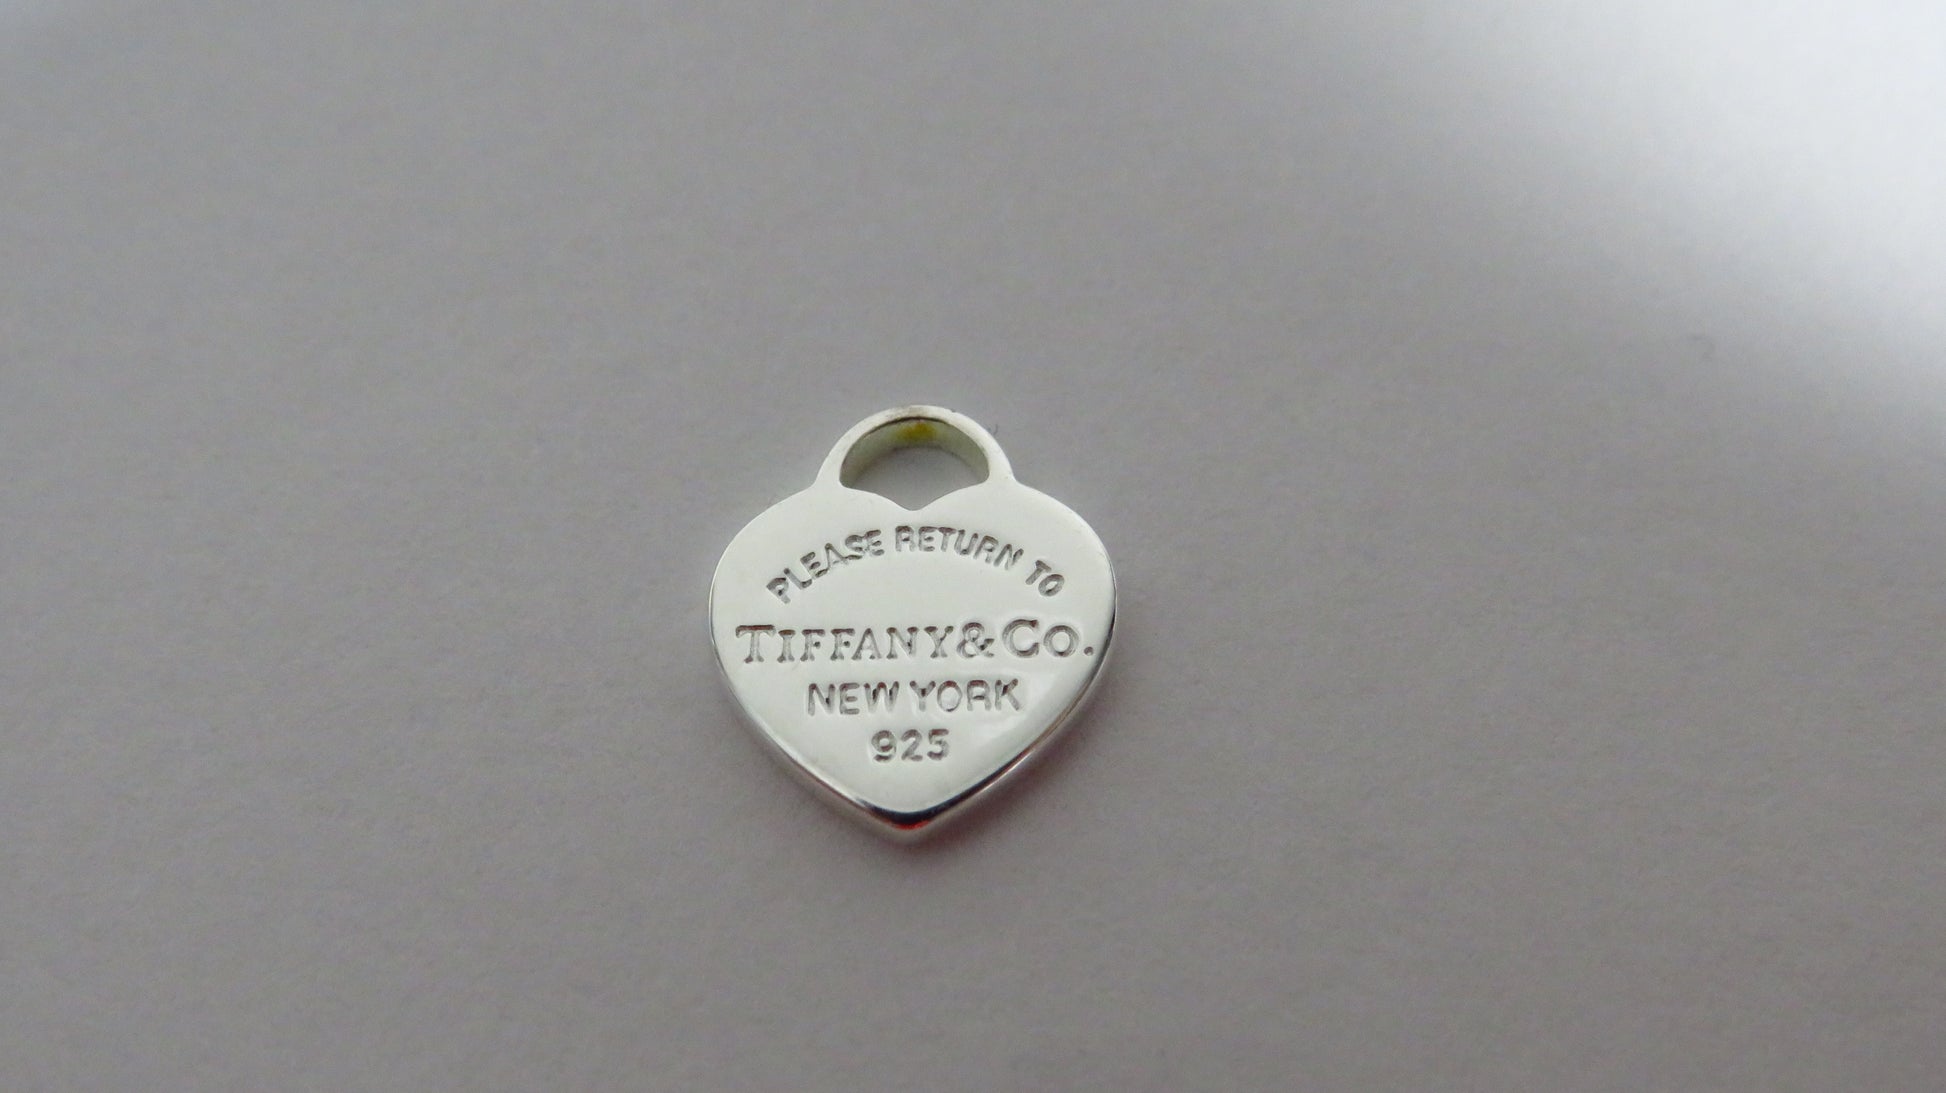 PLEASE RETURN TO
TIFFANY & CO.
NEW YORK
925